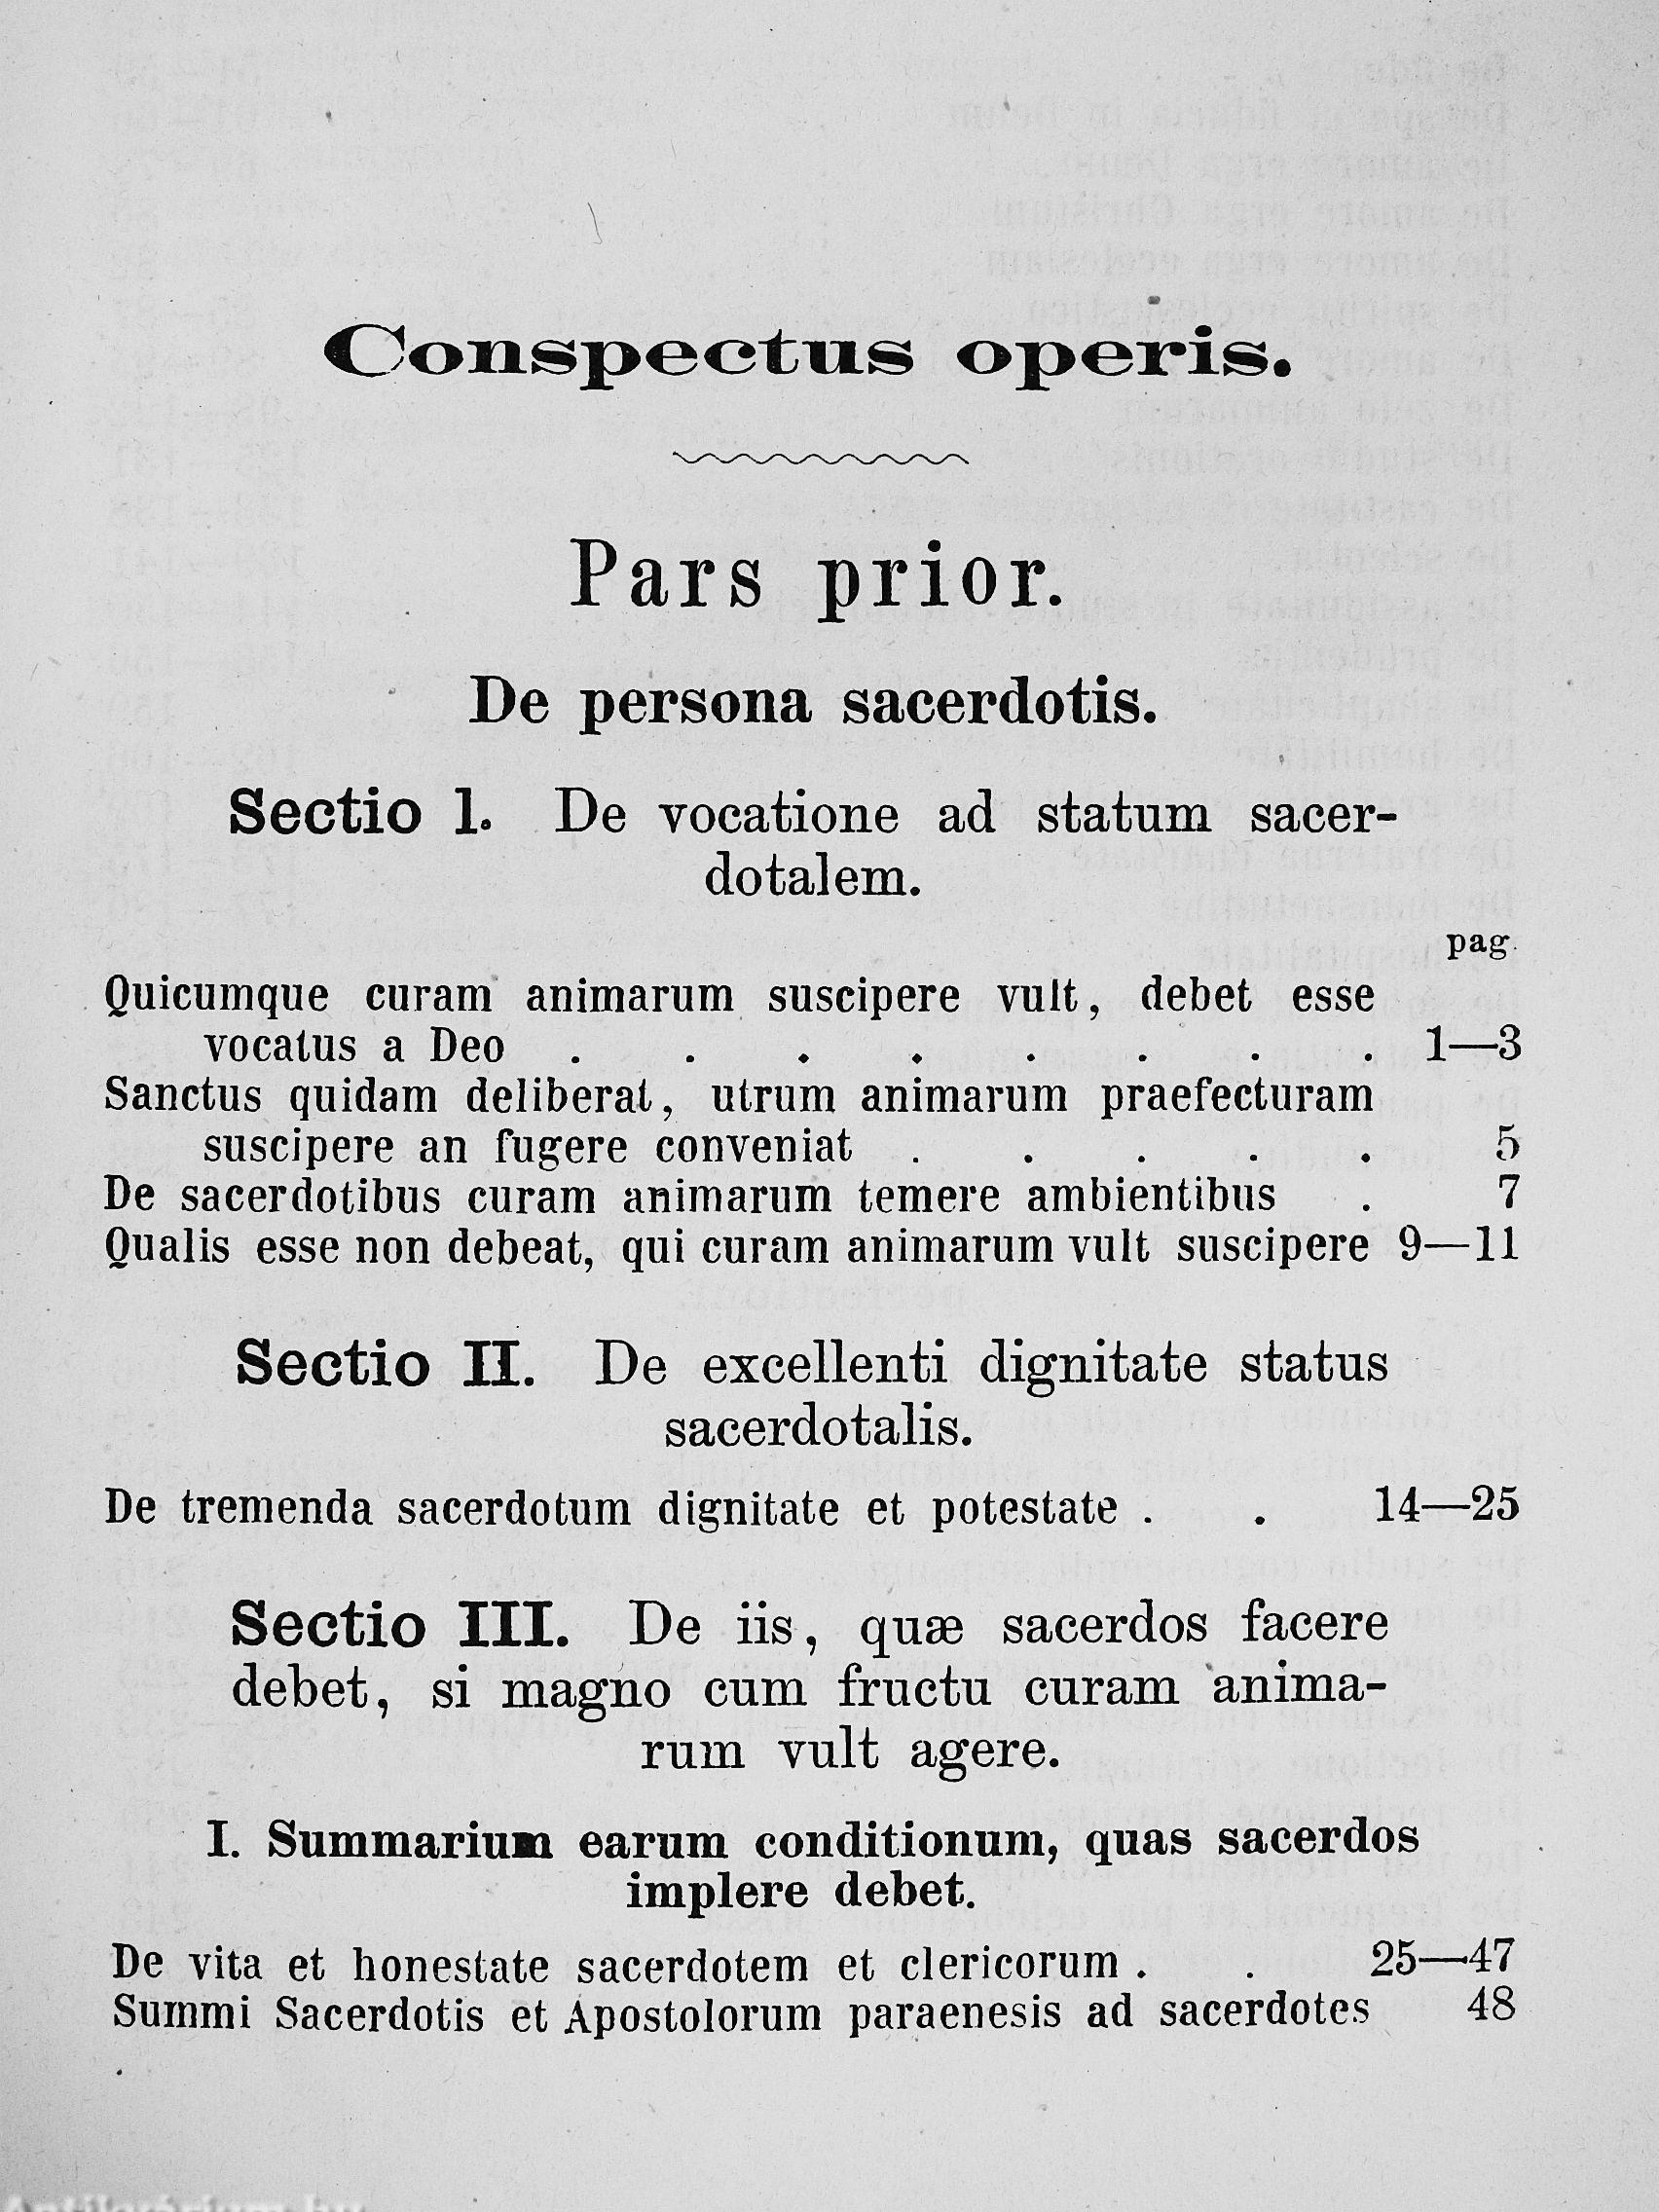 Conspectus operis.
Pars prior.
De persona sacerdotis.
Sectio I. De vocatione ad statum sacer-
dotalem.
pag.
Quicumque curam animarum suscipere vult, debet esse
vocatus a Deo . . . . . . . . 1—3
Sanctus quidam deliberat, utrum animarum praefecturam
suscipere an fugere conveniat . . . . . 5
De sacerdotibus curam animarum temere ambientibus . 7
Qualis esse non debeat, qui curam animarum vult suscipere 9—11
Sectio II. De excellenti dignitate status
sacerdotalis.
De tremenda sacerdotum dignitate et potestate . . 14—25
Sectio III. De iis, quæ sacerdos facere
debet, si magno cum fructu curam anima-
rum vult agere.
I. Summarium earum conditionum, quas sacerdos
implere debet.
De vita et honestate sacerdotem et clericorum . . 25—47
Summi Sacerdotis et Apostolorum paraenesis ad sacerdotes 48